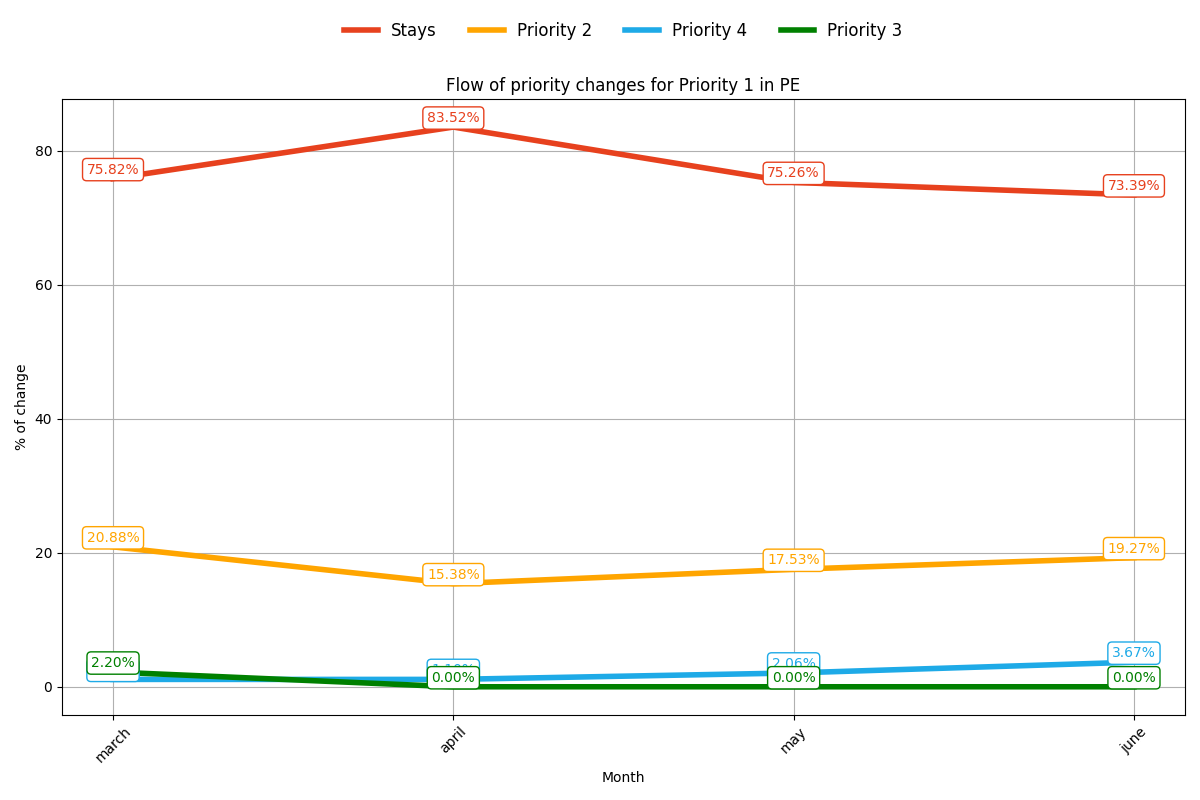 Stays Priority 2 Priority 4 Priority 3
Flow of priority changes for Priority 1 in PE
% of change
80
60
40
20
0
75.82%
83.52%
75.26%
73.39%
20.88%
15.38%
17.53%
19.27%
2.20%
2.06%
3.67%
0.00%
0.00%
0.00%
march
april
may
june
Month